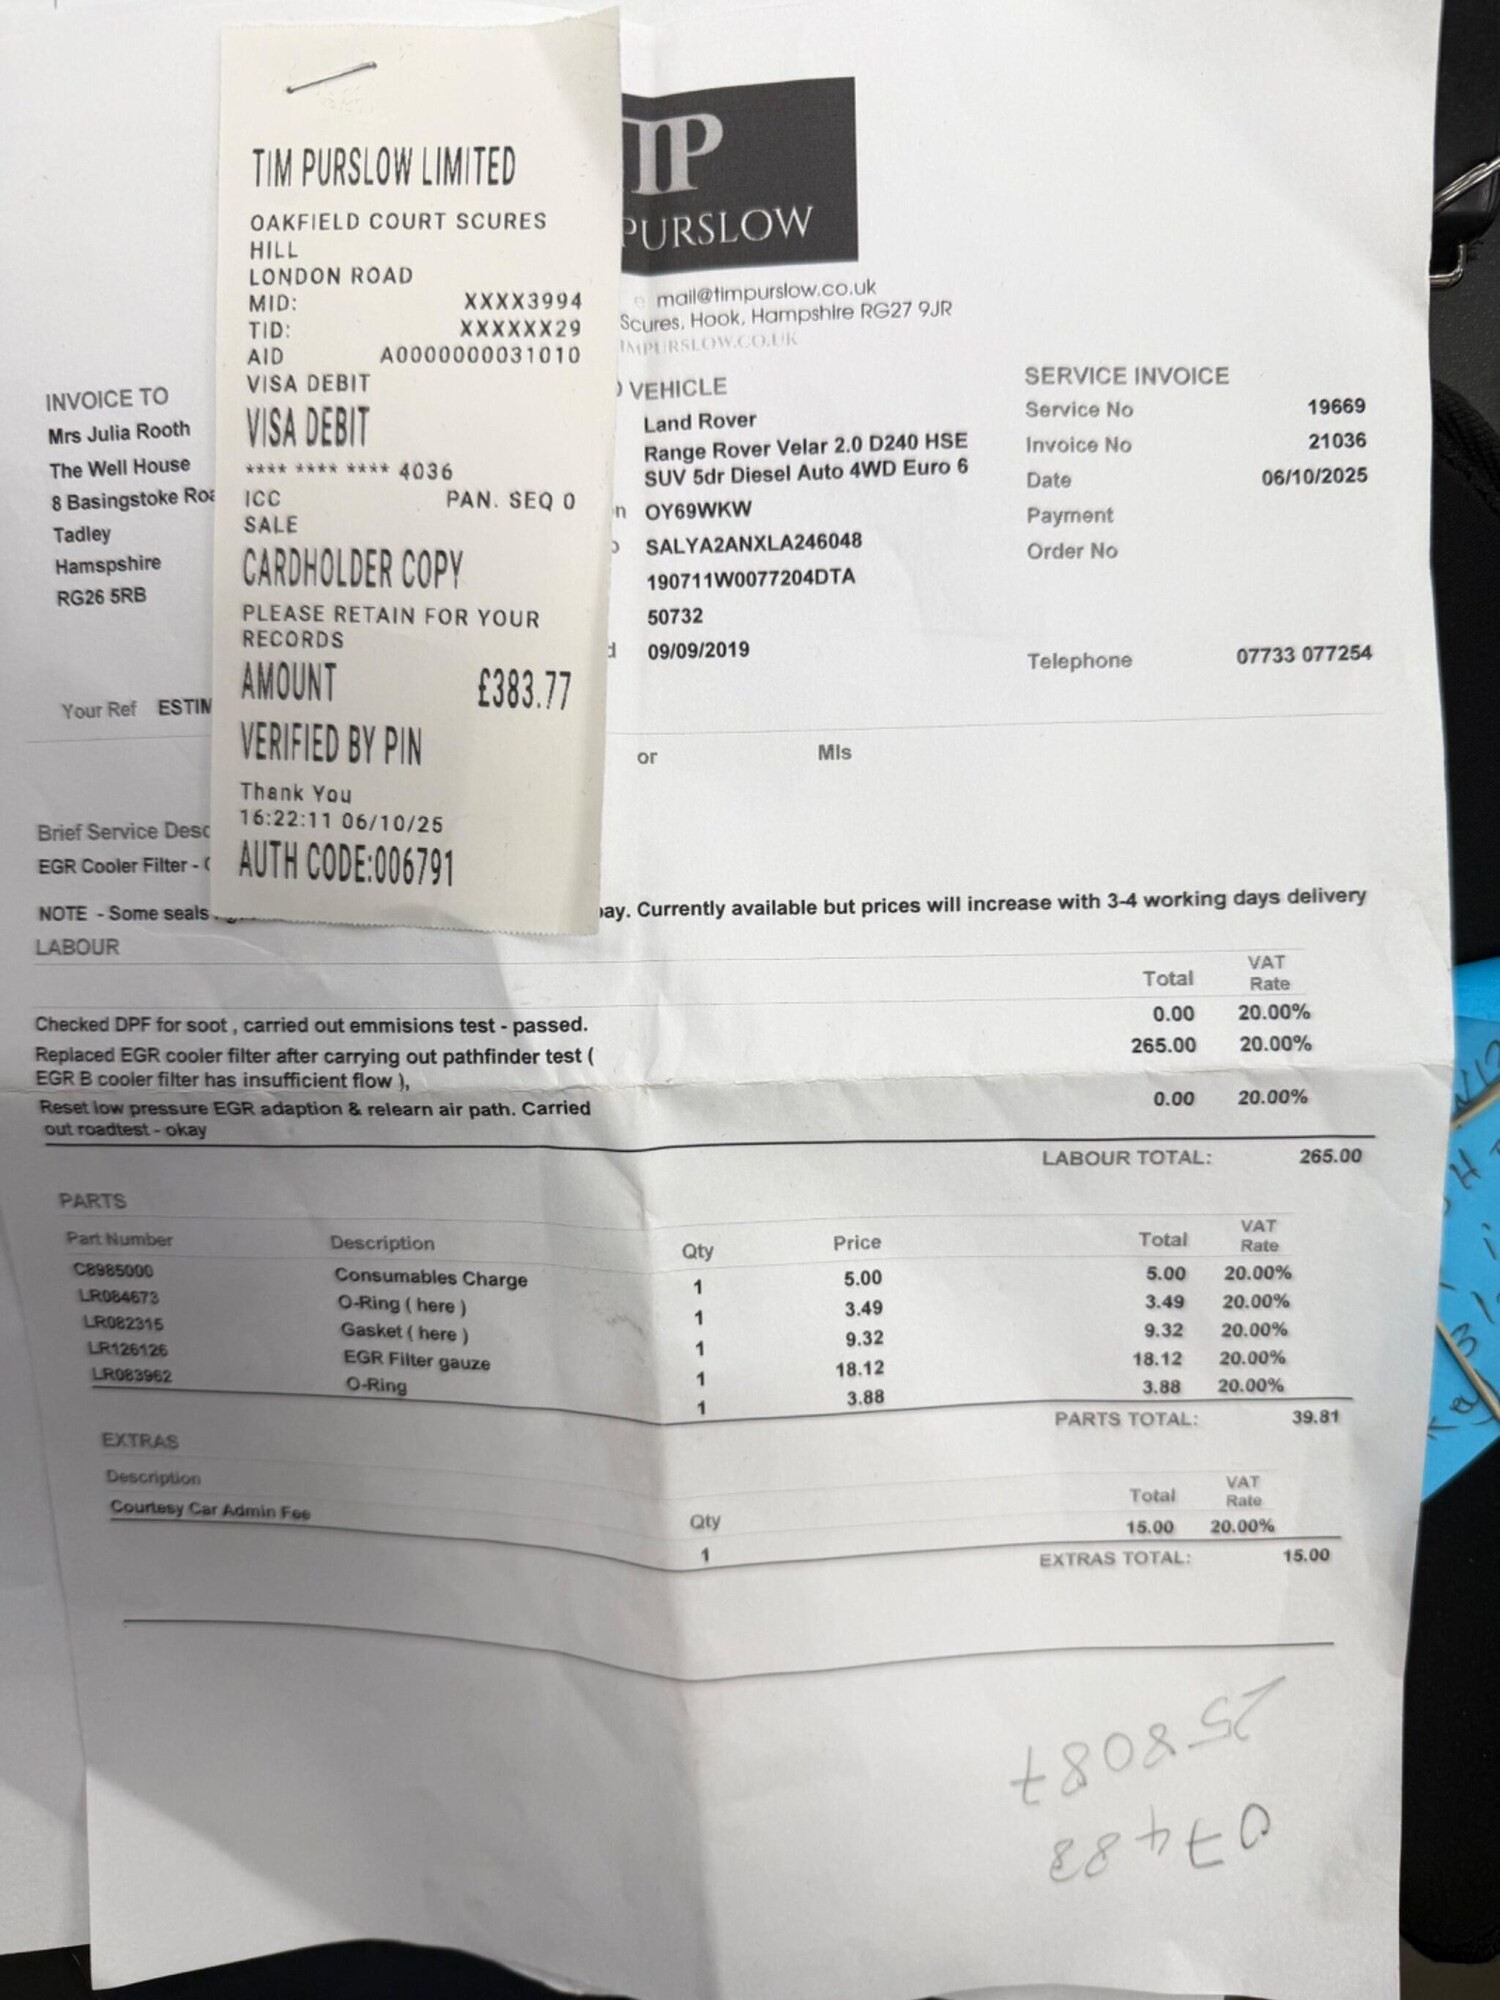 TIM PURSLOW LIMITED
OAKFIELD COURT SCURES
HILL
LONDON ROAD
MID: XXXX3994
TID: XXXXXX29
AID A0000000031010
VISA DEBIT
VISA DEBIT
**** **** **** 4036
ICC PAN. SEQ 0
SALE
CARDHOLDER COPY
PLEASE RETAIN FOR YOUR
RECORDS
AMOUNT £383.77
VERIFIED BY PIN
Thank You
16:22:11 06/10/25
AUTH CODE:006791
TP
PURSLOW
e mail@timpurslow.co.uk
Scures, Hook, Hampshire RG27 9JR
IMPURSLOW.CO.UK
INVOICE TO
Mrs Julia Rooth
The Well House
8 Basingstoke Roa
Tadley
Hamspshire
RG26 5RB
VEHICLE
Land Rover
Range Rover Velar 2.0 D240 HSE
SUV 5dr Diesel Auto 4WD Euro 6
OY69WKW
SALYA2ANXLA246048
190711W0077204DTA
50732
09/09/2019
SERVICE INVOICE
Service No 19669
Invoice No 21036
Date 06/10/2025
Payment
Order No
Telephone 07733 077254
Your Ref ESTIM
or Mls
Brief Service Desc
EGR Cooler Filter -
NOTE - Some seals ay. Currently available but prices will increase with 3-4 working days delivery
LABOUR
Total VAT Rate
Checked DPF for soot , carried out emmisions test - passed. 0.00 20.00%
Replaced EGR cooler filter after carrying out pathfinder test ( 265.00 20.00%
EGR B cooler filter has insufficient flow ),
Reset low pressure EGR adaption & relearn air path. Carried 0.00 20.00%
out roadtest - okay
LABOUR TOTAL: 265.00
PARTS
Part Number Description Qty Price Total VAT Rate
C8985000 Consumables Charge 1 5.00 5.00 20.00%
LR084673 O-Ring ( here ) 1 3.49 3.49 20.00%
LR082315 Gasket ( here ) 1 9.32 9.32 20.00%
LR126126 EGR Filter gauze 1 18.12 18.12 20.00%
LR083962 O-Ring 1 3.88 3.88 20.00%
PARTS TOTAL: 39.81
EXTRAS
Description Qty Total VAT Rate
Courtesy Car Admin Fee 1 15.00 20.00%
EXTRAS TOTAL: 15.00
07483
258087